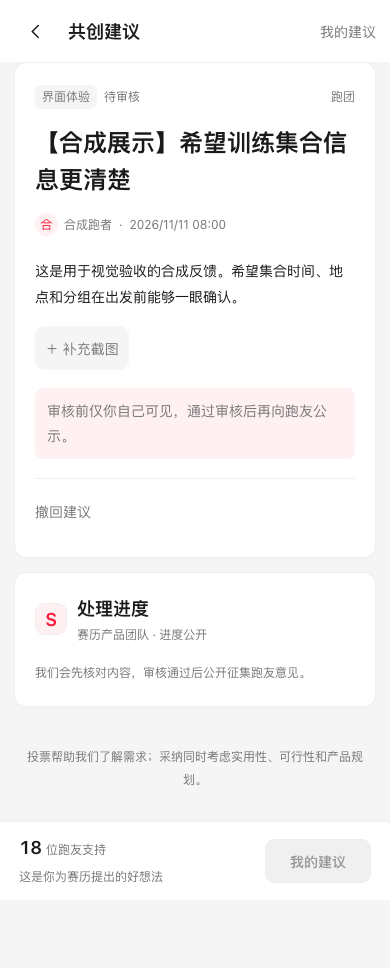 共创建议
我的建议
界面体验 待审核 跑团
【合成展示】希望训练集合信
息更清楚
合 合成跑者 · 2026/11/11 08:00
这是用于视觉验收的合成反馈。希望集合时间、地
点和分组在出发前能够一眼确认。
+ 补充截图
审核前仅你自己可见，通过审核后再向跑友公
示。
撤回建议
S
处理进度
赛历产品团队 · 进度公开
我们会先核对内容，审核通过后公开征集跑友意见。
投票帮助我们了解需求；采纳同时考虑实用性、可行性和产品规
划。
18 位跑友支持
这是你为赛历提出的好想法
我的建议